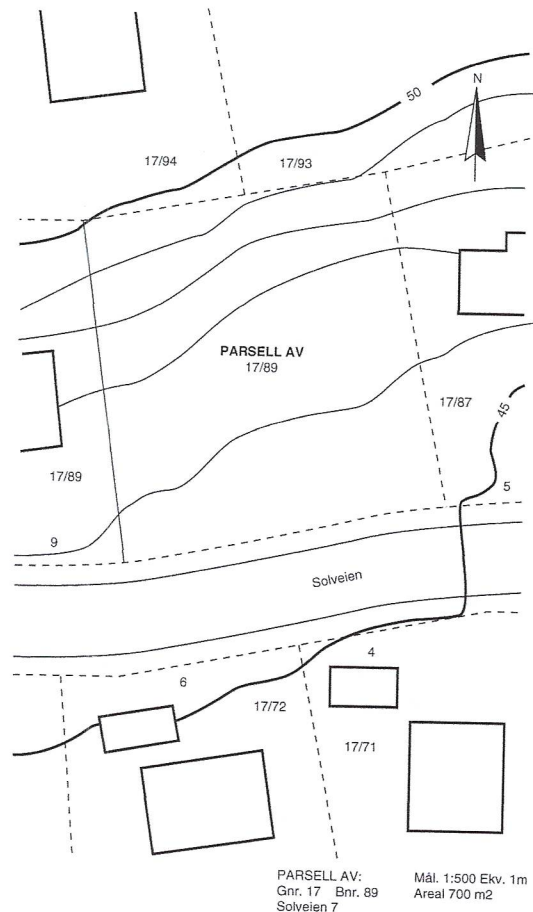 50
N
17/94
17/93
PARSELL AV
17/89
17/87
45
17/89
5
9
Solveien
4
6
17/72
17/71
PARSELL AV:
Gnr. 17 Bnr. 89
Solveien 7
Mål. 1:500 Ekv. 1m
Areal 700 m2